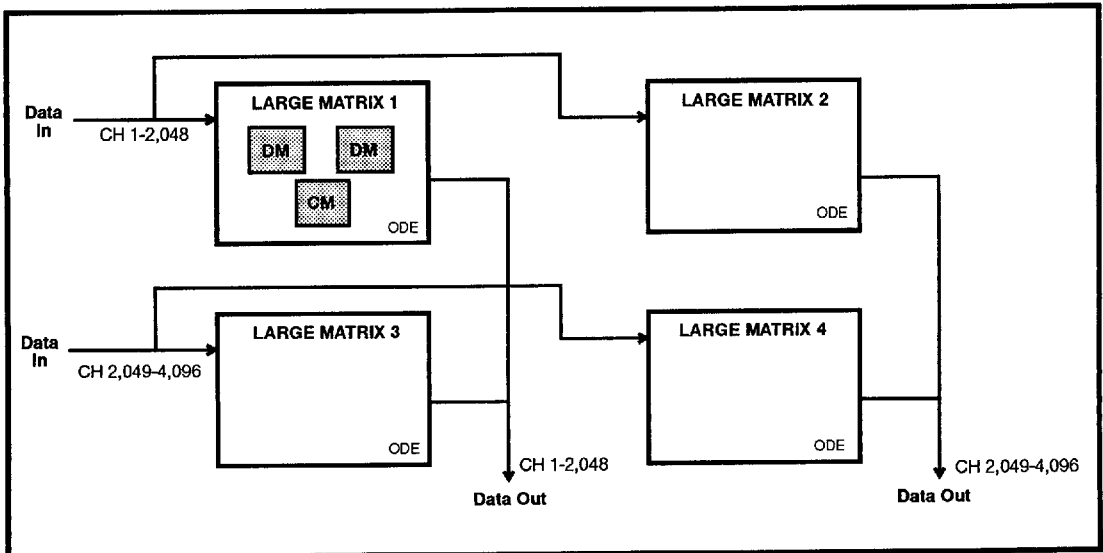 LARGE MATRIX 1
LARGE MATRIX 2
Data
In
CH 1-2,048
DM
DM
CM
ODE
ODE
LARGE MATRIX 3
LARGE MATRIX 4
Data
In
CH 2,049-4,096
ODE
ODE
CH 1-2,048
Data Out
CH 2,049-4,096
Data Out